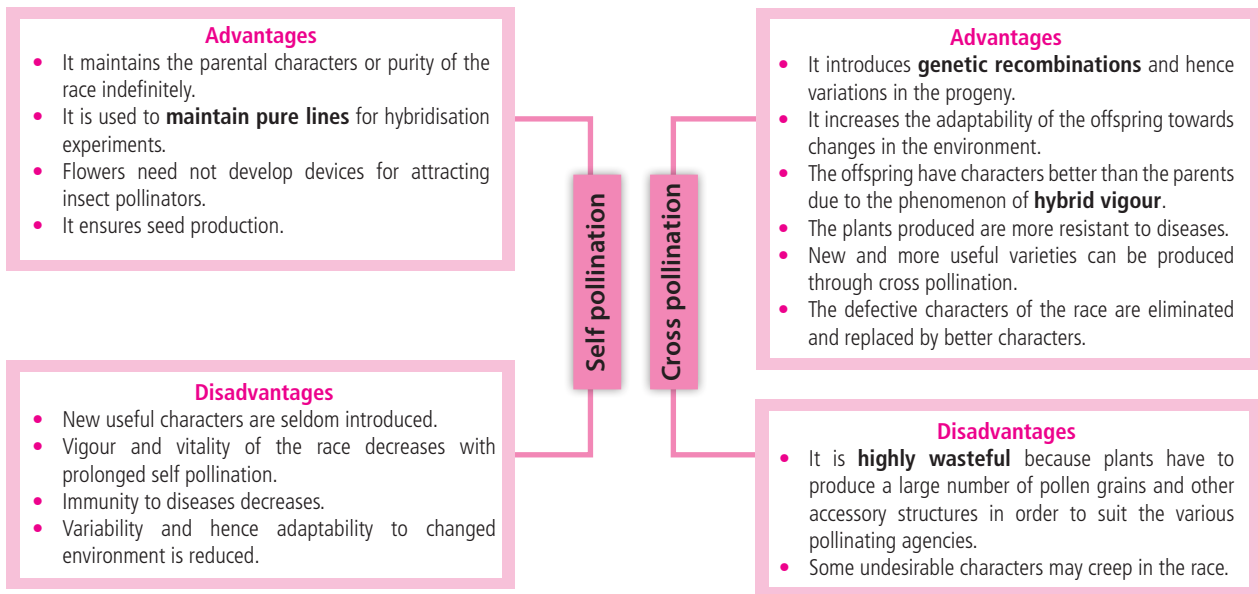 Advantages
• It maintains the parental characters or purity of the
race indefinitely.
• It is used to maintain pure lines for hybridisation
experiments.
• Flowers need not develop devices for attracting
insect pollinators.
• It ensures seed production.
Disadvantages
• New useful characters are seldom introduced.
• Vigour and vitality of the race decreases with
prolonged self pollination.
• Immunity to diseases decreases.
• Variability and hence adaptability to changed
environment is reduced.
Self pollination
Cross pollination
Advantages
• It introduces genetic recombinations and hence
variations in the progeny.
• It increases the adaptability of the offspring towards
changes in the environment.
• The offspring have characters better than the parents
due to the phenomenon of hybrid vigour.
• The plants produced are more resistant to diseases.
• New and more useful varieties can be produced
through cross pollination.
• The defective characters of the race are eliminated
and replaced by better characters.
Disadvantages
• It is highly wasteful because plants have to
produce a large number of pollen grains and other
accessory structures in order to suit the various
pollinating agencies.
• Some undesirable characters may creep in the race.